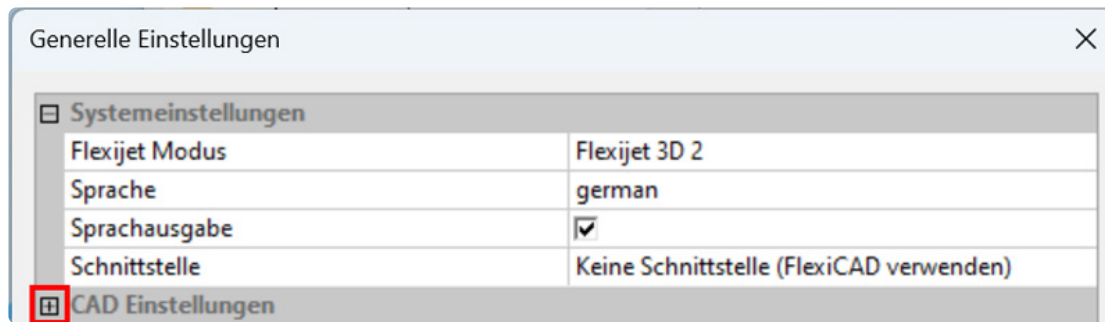 Generelle Einstellungen
Systemeinstellungen
Flexijet Modus Flexijet 3D 2
Sprache german
Sprachausgabe
Schnittstelle Keine Schnittstelle (FlexiCAD verwenden)
CAD Einstellungen